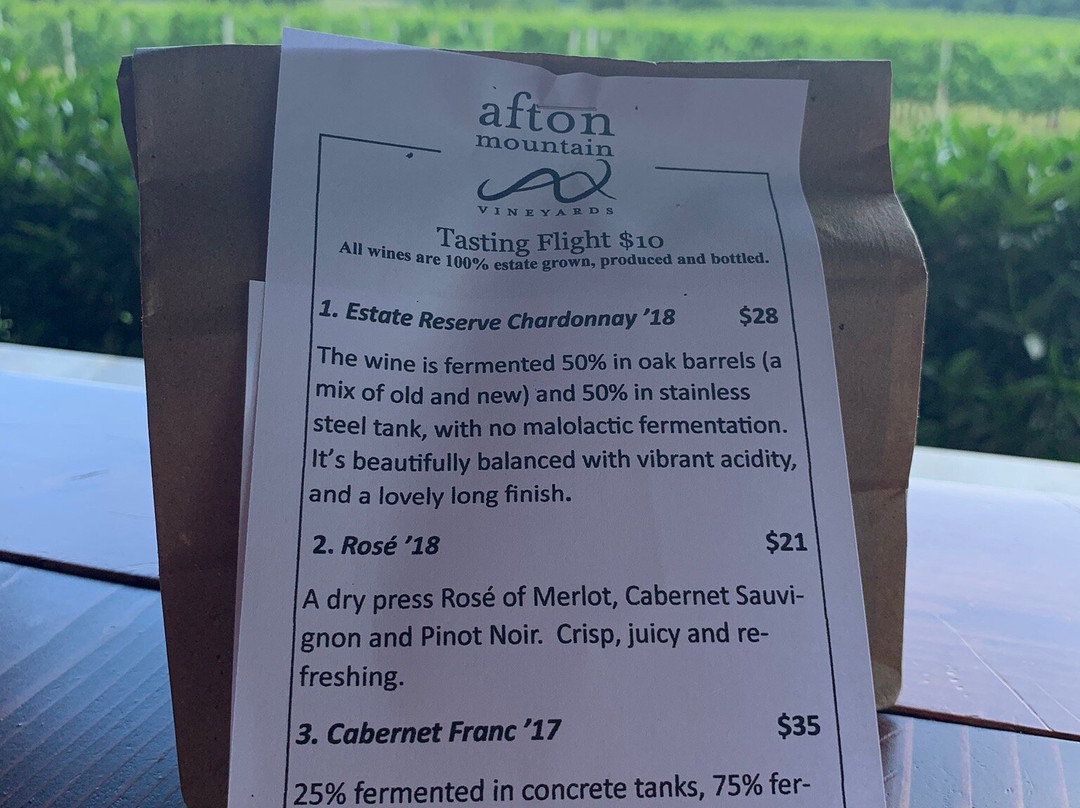 afton
mountain
VINEYARDS
Tasting Flight $10
All wines are 100% estate grown, produced and bottled.
1. Estate Reserve Chardonnay ’18 $28
The wine is fermented 50% in oak barrels (a
mix of old and new) and 50% in stainless
steel tank, with no malolactic fermentation.
It’s beautifully balanced with vibrant acidity,
and a lovely long finish.
2. Rosé ’18 $21
A dry press Rosé of Merlot, Cabernet Sauvi-
gnon and Pinot Noir. Crisp, juicy and re-
freshing.
3. Cabernet Franc ’17 $35
25% fermented in concrete tanks, 75% fer-